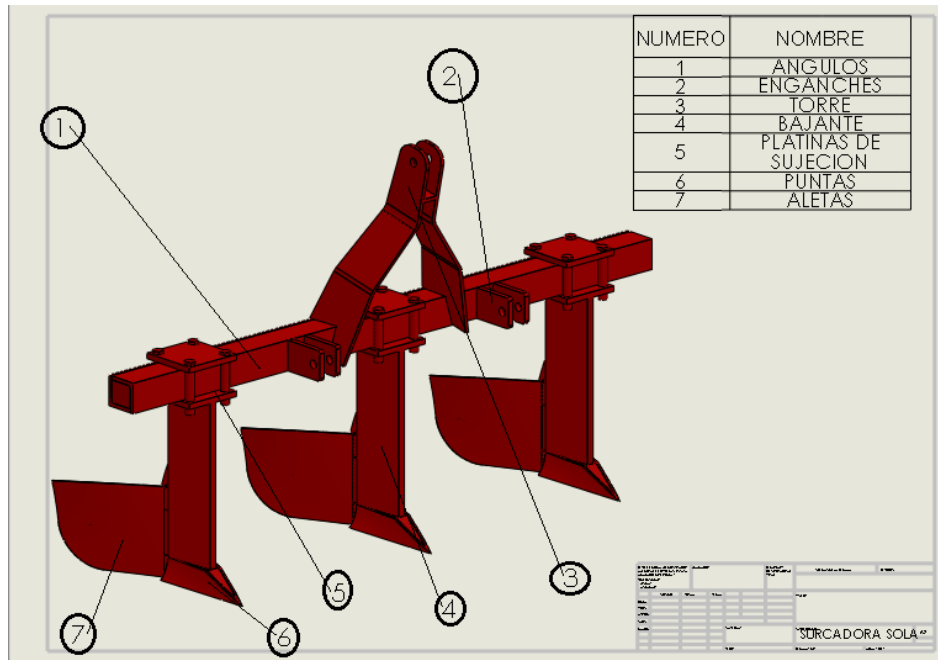 NUMERO NOMBRE
1 ANGULOS
2 ENGANCHES
3 TORRE
4 BAJANTE
5 PLATINAS DE
SUJECION
6 PUNTAS
7 ALETAS
2
1
3
5
4
7
6
SURCADORA SOLA